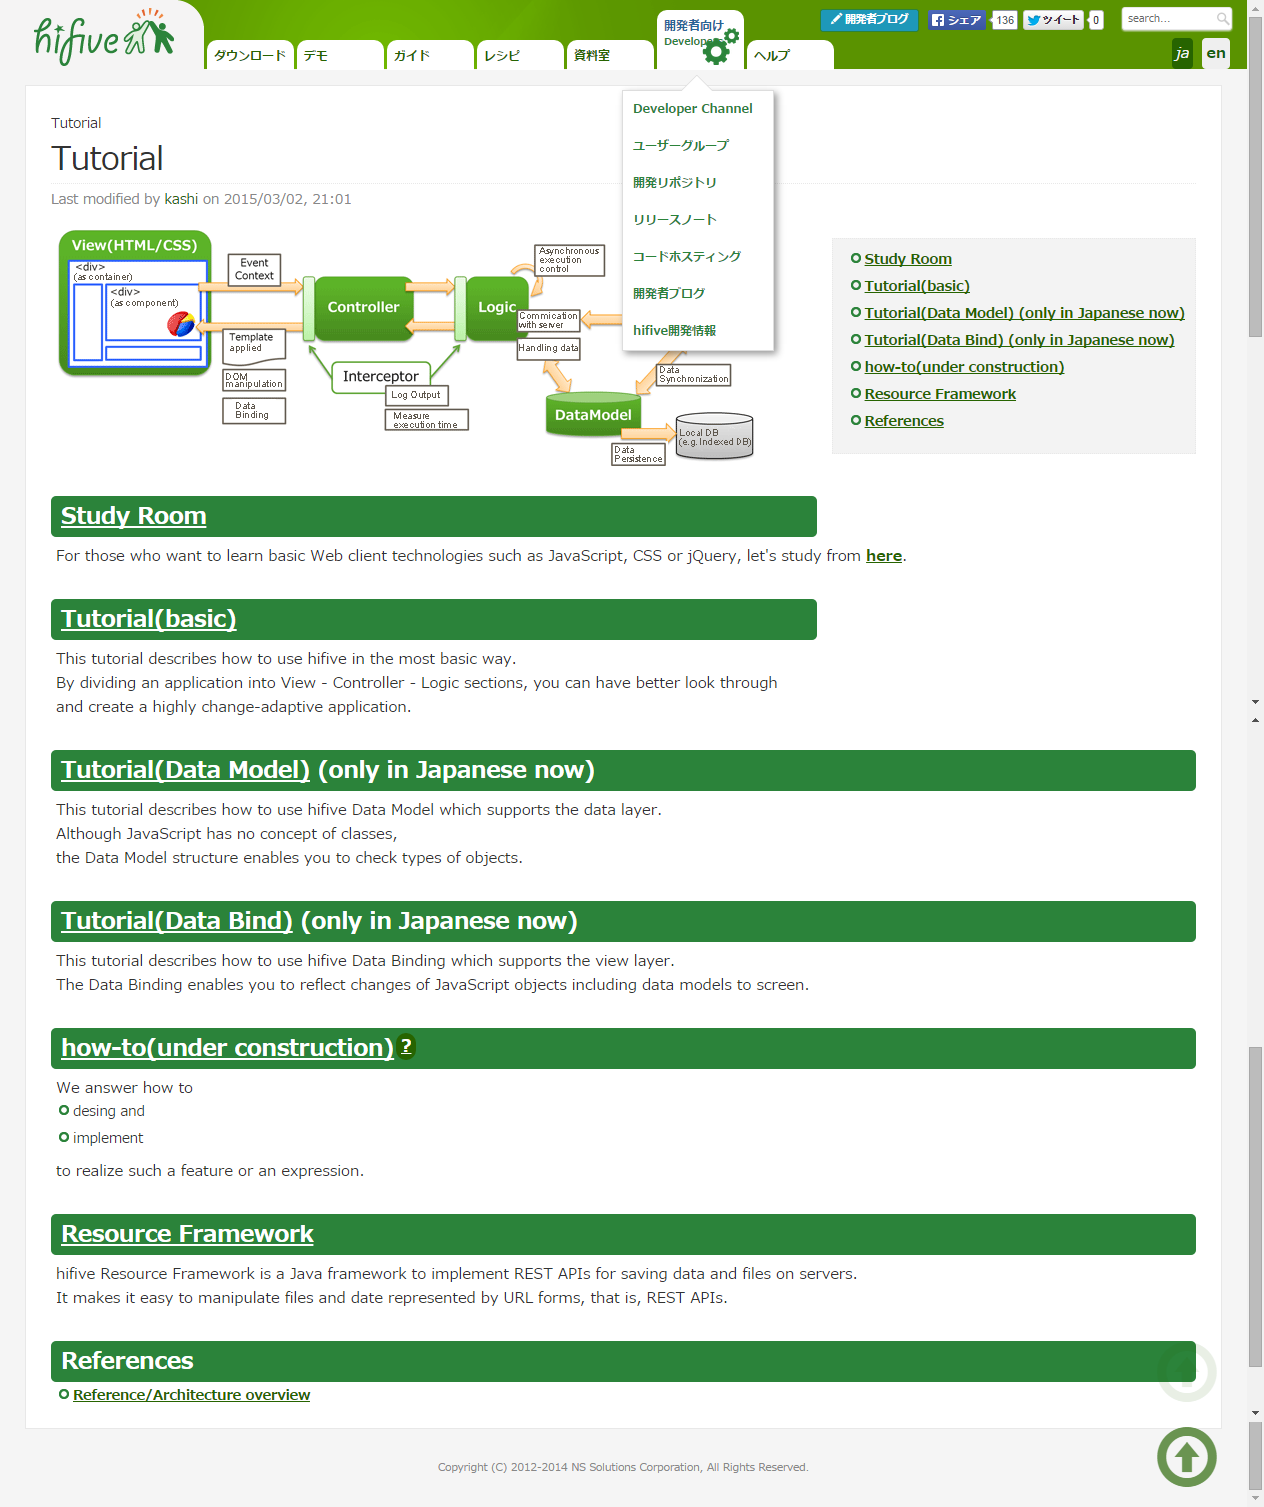 hifive
ダウンロード
デモ
ガイド
レシピ
資料室
開発者向け
Developers
ヘルプ
開発者ブログ
シェア
136
ツイート
0
search...
ja
en
Developer Channel
ユーザーグループ
開発リポジトリ
リリースノート
コードホスティング
開発者ブログ
hifive開発情報
Tutorial
Tutorial
Last modified by kashi on 2015/03/02, 21:01
View(HTML/CSS)
<div>
(as container)
<div>
(as component)
Event
Context
Template
applied
DOM
manipulation
Data
Binding
Controller
Interceptor
Log Output
Measure
execution time
Logic
Asynchronous
execution
control
Commication
with server
Handling data
Data
Synchronization
DataModel
Local DB
(e.g. Indexed DB)
Data
Persistence
Study Room
Tutorial(basic)
Tutorial(Data Model) (only in Japanese now)
Tutorial(Data Bind) (only in Japanese now)
how-to(under construction)
Resource Framework
References
Study Room
For those who want to learn basic Web client technologies such as JavaScript, CSS or jQuery, let's study from here.
Tutorial(basic)
This tutorial describes how to use hifive in the most basic way.
By dividing an application into View - Controller - Logic sections, you can have better look through
and create a highly change-adaptive application.
Tutorial(Data Model) (only in Japanese now)
This tutorial describes how to use hifive Data Model which supports the data layer.
Although JavaScript has no concept of classes,
the Data Model structure enables you to check types of objects.
Tutorial(Data Bind) (only in Japanese now)
This tutorial describes how to use hifive Data Binding which supports the view layer.
The Data Binding enables you to reflect changes of JavaScript objects including data models to screen.
how-to(under construction)?
We answer how to
desing and
implement
to realize such a feature or an expression.
Resource Framework
hifive Resource Framework is a Java framework to implement REST APIs for saving data and files on servers.
It makes it easy to manipulate files and date represented by URL forms, that is, REST APIs.
References
Reference/Architecture overview
Copyright (C) 2012-2014 NS Solutions Corporation, All Rights Reserved.